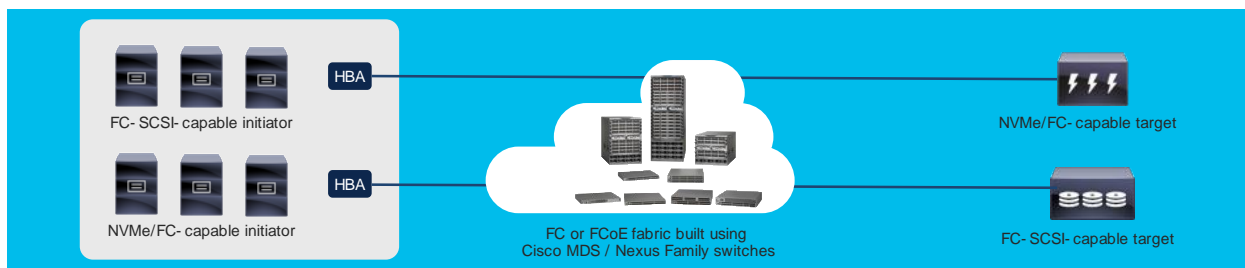 HBA
FC- SCSI- capable initiator
NVMe/FC- capable target
HBA
NVMe/FC- capable initiator
FC or FCoE fabric built using
Cisco MDS / Nexus Family switches
FC- SCSI- capable target